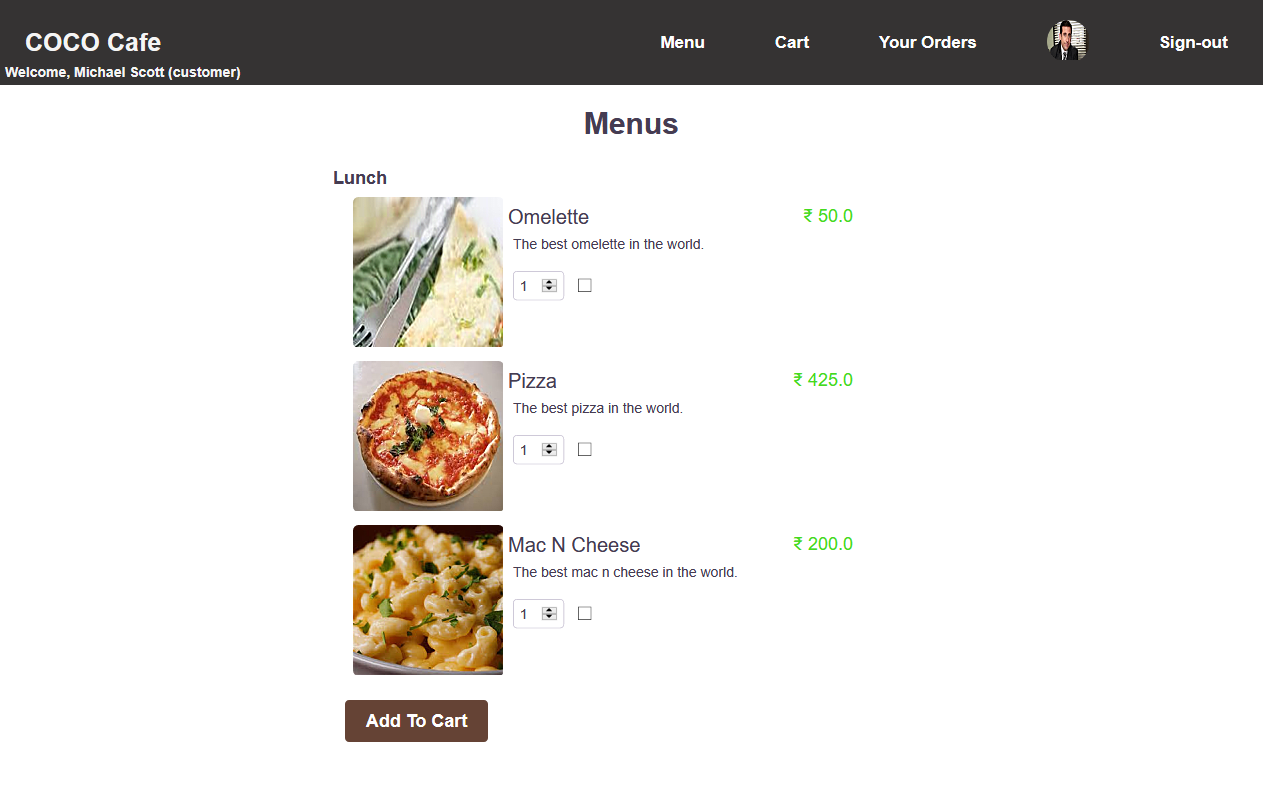 COCO Cafe
Welcome, Michael Scott (customer)
Menu
Cart
Your Orders
Sign-out
Menus
Lunch
Omelette
₹ 50.0
The best omelette in the world.
1
Pizza
₹ 425.0
The best pizza in the world.
1
Mac N Cheese
₹ 200.0
The best mac n cheese in the world.
1
Add To Cart